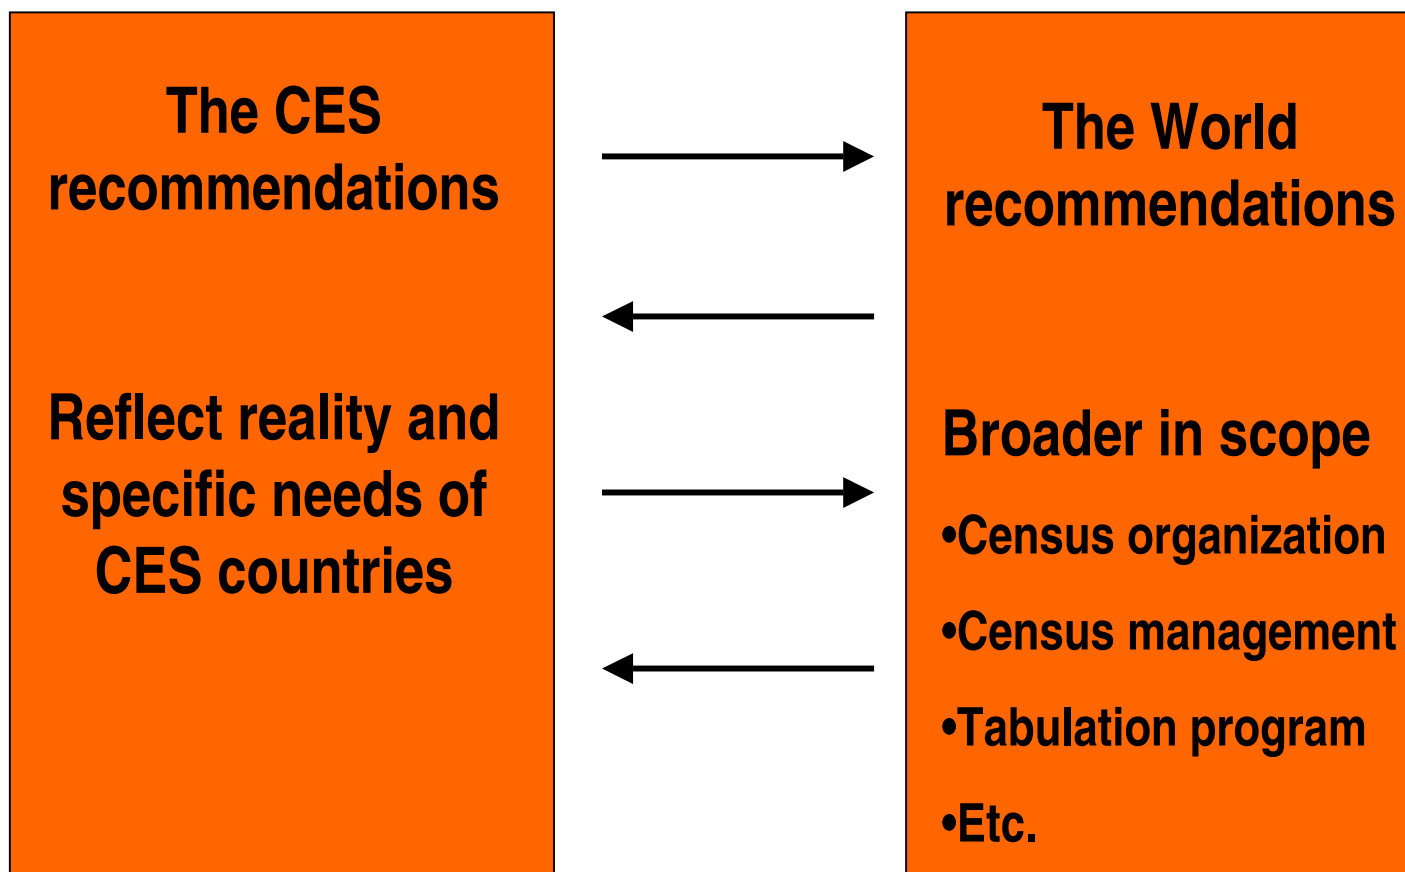 The CES
recommendations
Reflect reality and
specific needs of
CES countries
The World
recommendations
Broader in scope
•Census organization
•Census management
•Tabulation program
•Etc.